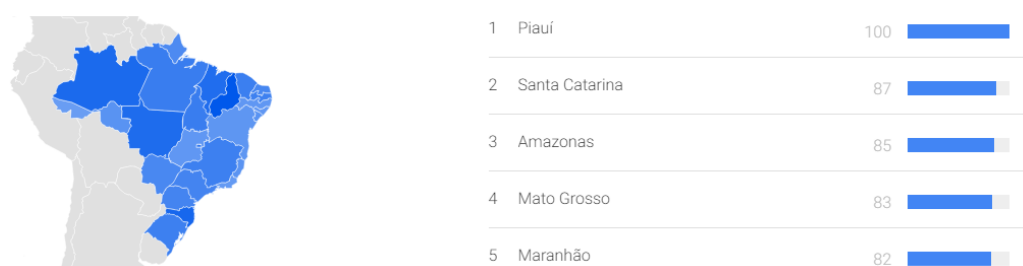 1 Piauí 100
2 Santa Catarina 87
3 Amazonas 85
4 Mato Grosso 83
5 Maranhão 82